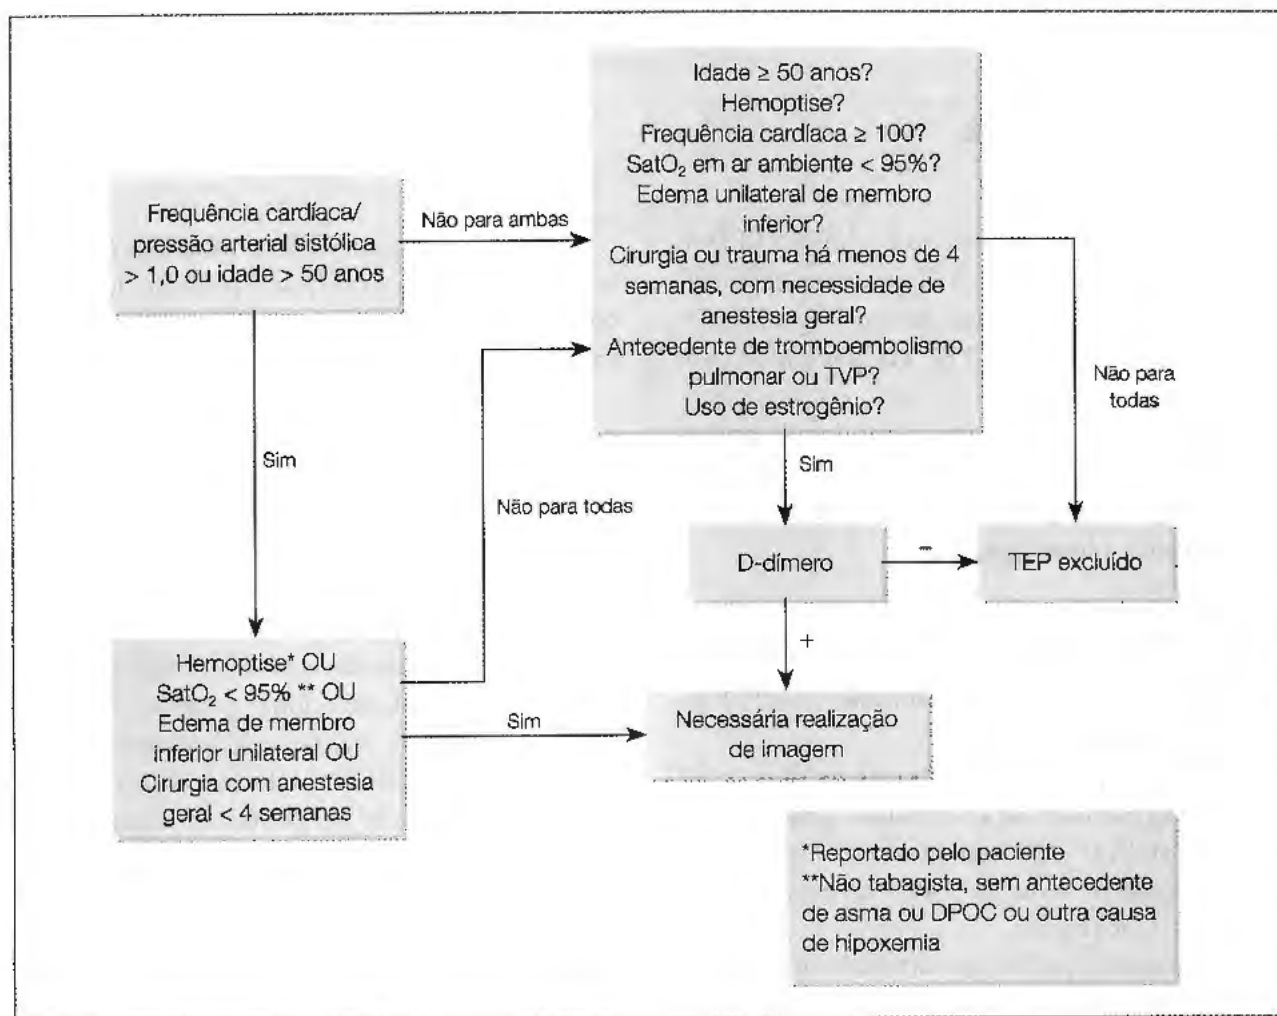 Frequência cardíaca/
pressão arterial sistólica
> 1,0 ou idade > 50 anos
Não para ambas
Idade ≥ 50 anos?
Hemoptise?
Frequência cardíaca ≥ 100?
SatO₂ em ar ambiente < 95%?
Edema unilateral de membro
inferior?
Cirurgia ou trauma há menos de 4
semanas, com necessidade de
anestesia geral?
Antecedente de tromboembolismo
pulmonar ou TVP?
Uso de estrogênio?
Não para
todas
Sim
Sim
Não para todas
D-dímero
–
TEP excluído
+
Hemoptise* OU
SatO₂ < 95% ** OU
Edema de membro
inferior unilateral OU
Cirurgia com anestesia
geral < 4 semanas
Sim
Necessária realização
de imagem
*Reportado pelo paciente
**Não tabagista, sem antecedente
de asma ou DPOC ou outra causa
de hipoxemia